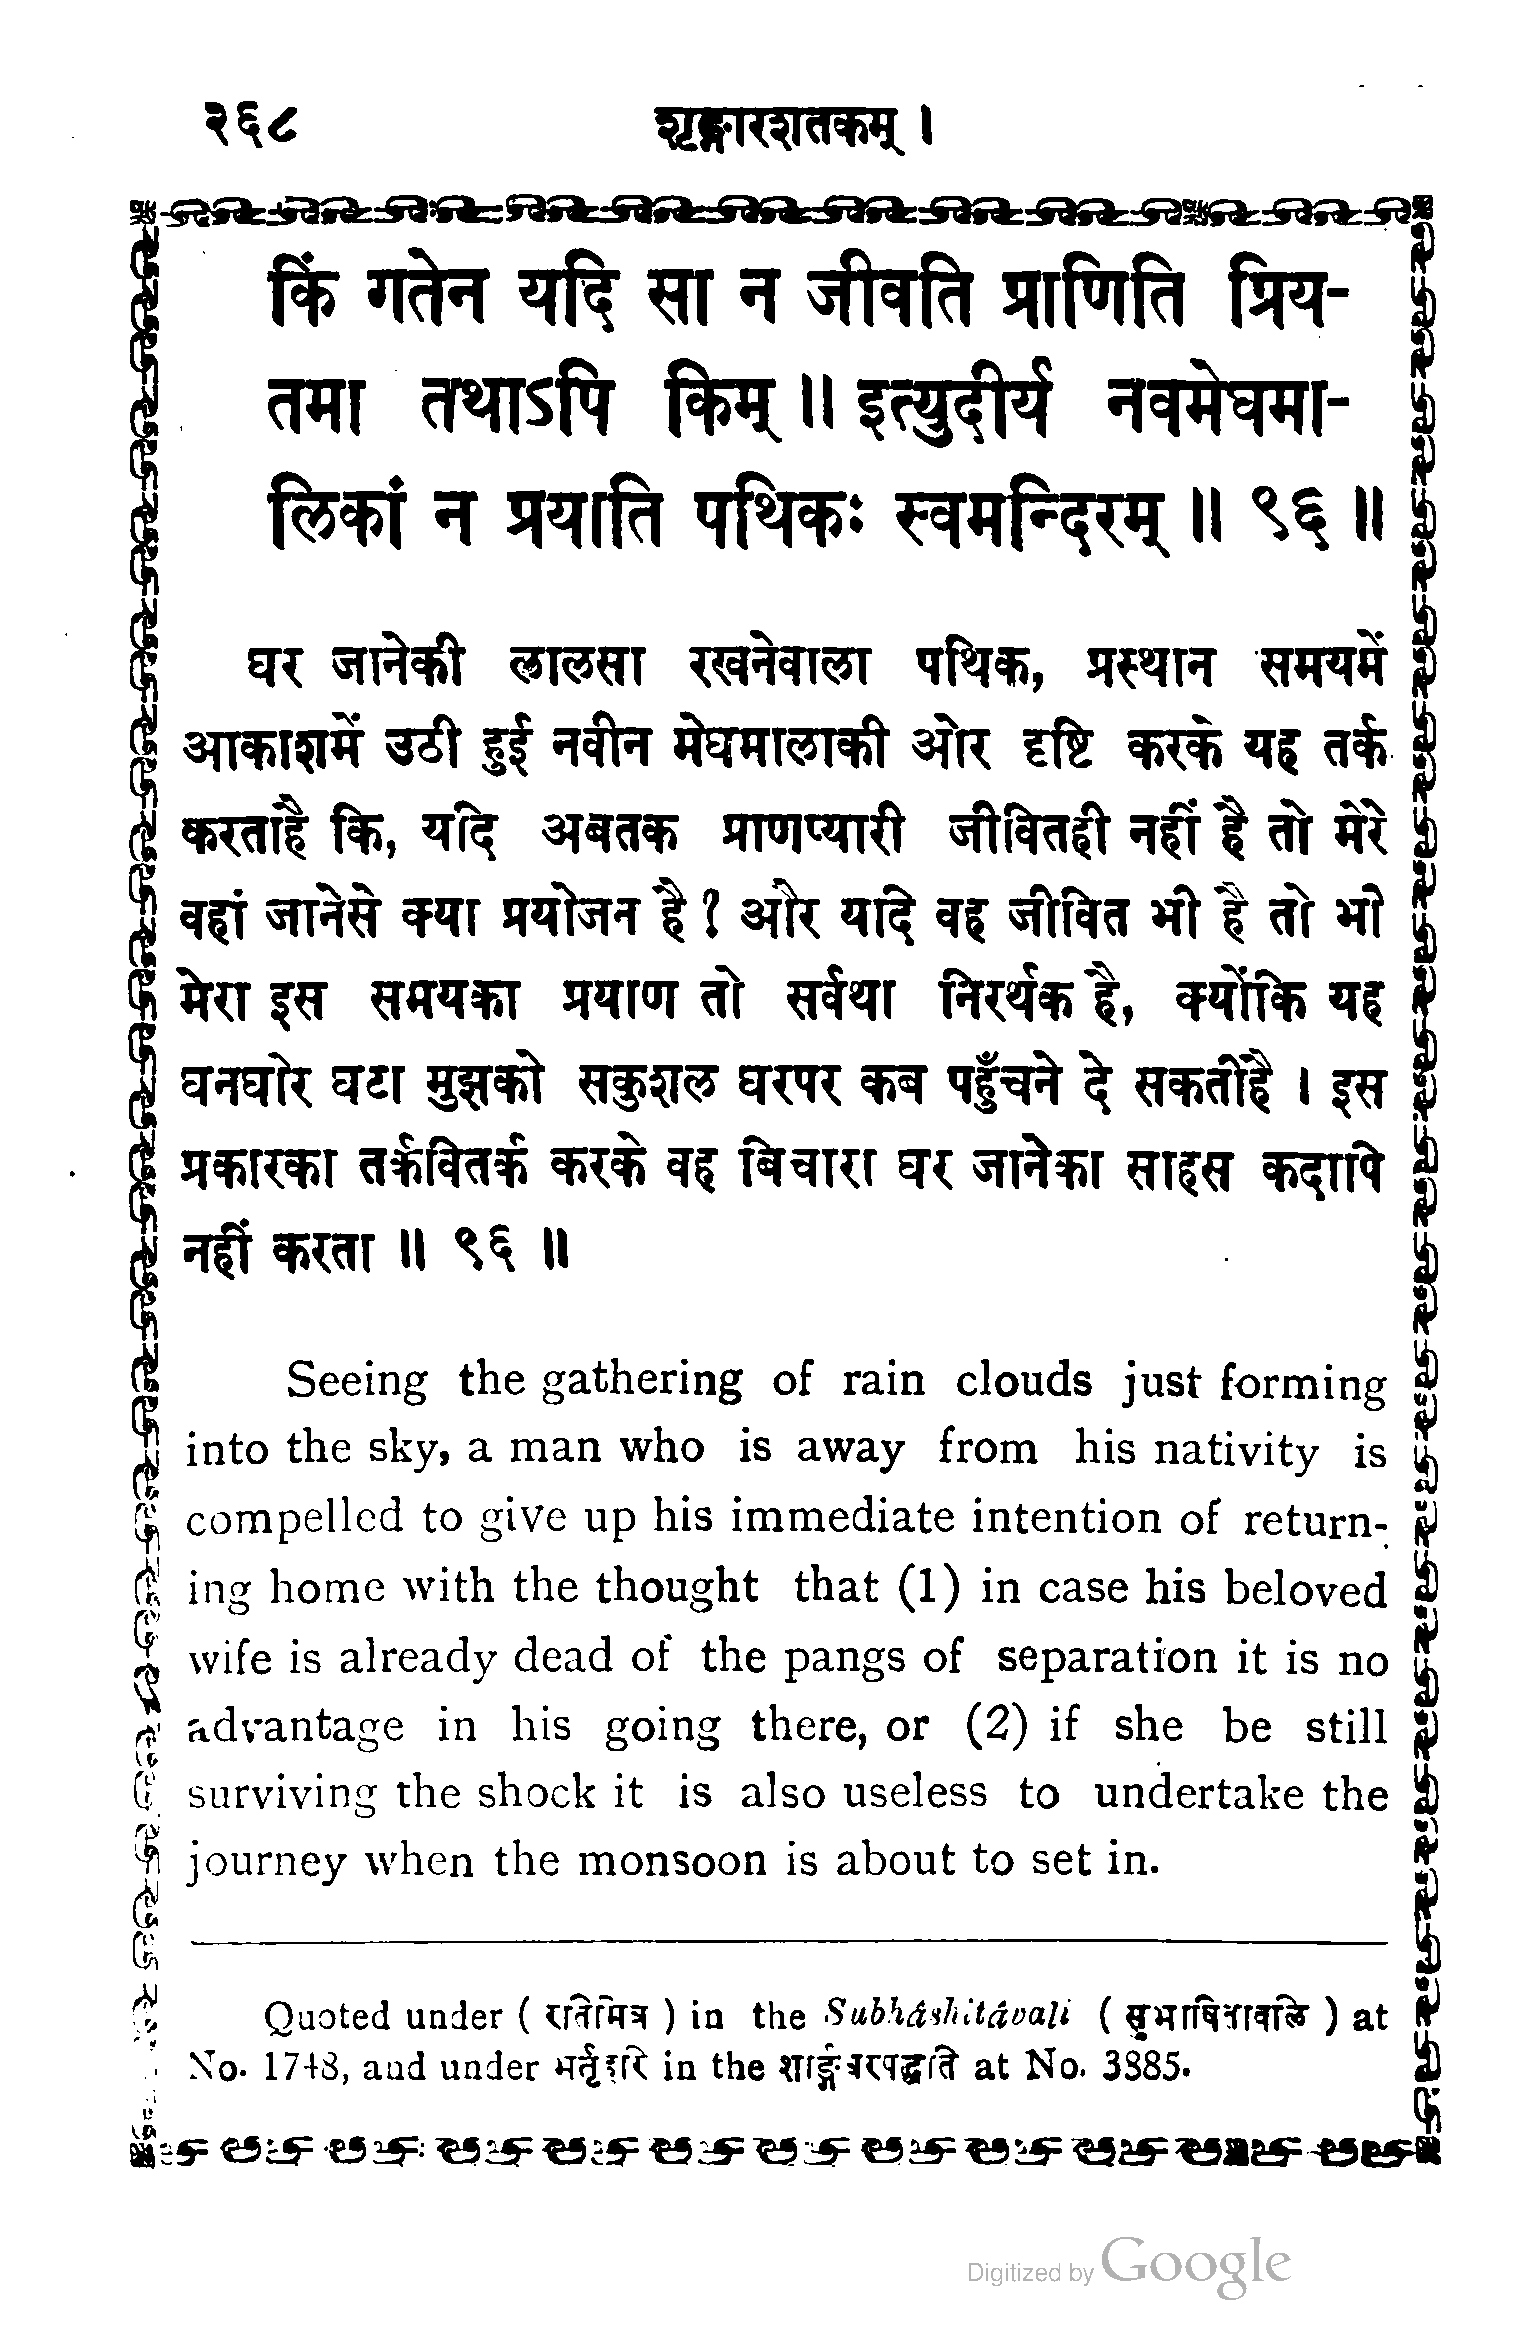 ३६८ शृङ्गारशतकम् ।
किं गतेन यदि सा न जीवति प्राणिति प्रिय-
तमा तथाऽपि किम् ॥ इत्युदीर्य नवमेघमा-
लिकां न प्रयाति पथिकः स्वमन्दिरम् ॥ ९६ ॥
घर जानेकी लालसा रखनेवाला पथिक, प्रस्थान समयमें
आकाशमें उठी हुई नवीन मेघमालाकी ओर दृष्टि करके यह तर्क
करताहै कि, यदि अबतक प्राणप्यारी जीवितही नहीं है तो मेरे
वहां जानेसे क्या प्रयोजन है ? और यदि वह जीवित भी है तो भी
मेरा इस समयका प्रयाण तो सर्वथा निरर्थक है, क्योंकि यह
घनघोर घटा मुझको सकुशल घरपर कब पहुँचने दे सकतीहै । इस
प्रकारका तर्कवितर्क करके वह बिचारा घर जानेका साहस कदापि
नहीं करता ॥ ९६ ॥
Seeing the gathering of rain clouds just forming
into the sky, a man who is away from his nativity is
compelled to give up his immediate intention of return-
ing home with the thought that (1) in case his beloved
wife is already dead of the pangs of separation it is no
advantage in his going there, or (2) if she be still
surviving the shock it is also useless to undertake the
journey when the monsoon is about to set in.
Quoted under ( रतिमित्र ) in the Subhâshitâvali ( सुभाषितावलि ) at
No. 1748, and under भर्तृहरि in the शार्ङ्गधरपद्धति at No. 3885.
Digitized by Google